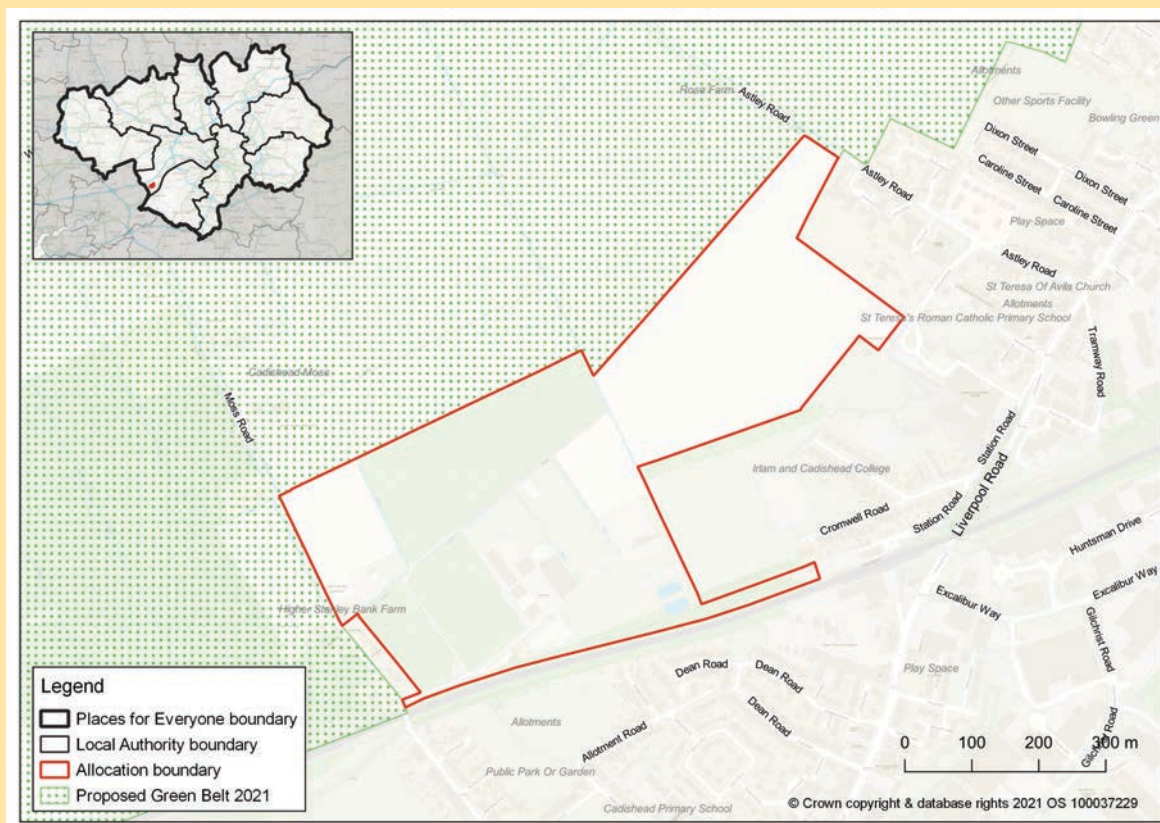 Allotments
Other Sports Facility
Bowling Green
Rose Farm
Astley Road
Dixon Street
Dixon Street
Caroline Street
Caroline Street
Astley Road
Play Space
Astley Road
St Teresa Of Avila Church
Allotments
St Teresa's Roman Catholic Primary School
Tramway Road
Cadishead Moss
Moss Road
Station Road
Irlam and Cadishead College
Liverpool Road
Cromwell Road
Station Road
Huntsman Drive
Excalibur Way
Excalibur Way
Gilchrist Road
Higher Stanley Bank Farm
Dean Road
Dean Road
Dean Road
Play Space
Allotments
Allotment Road
Gilchrist Road
Public Park Or Garden
Cadishead Primary School
Legend
Places for Everyone boundary
Local Authority boundary
Allocation boundary
Proposed Green Belt 2021
0 100 200 300 m
© Crown copyright & database rights 2021 OS 100037229